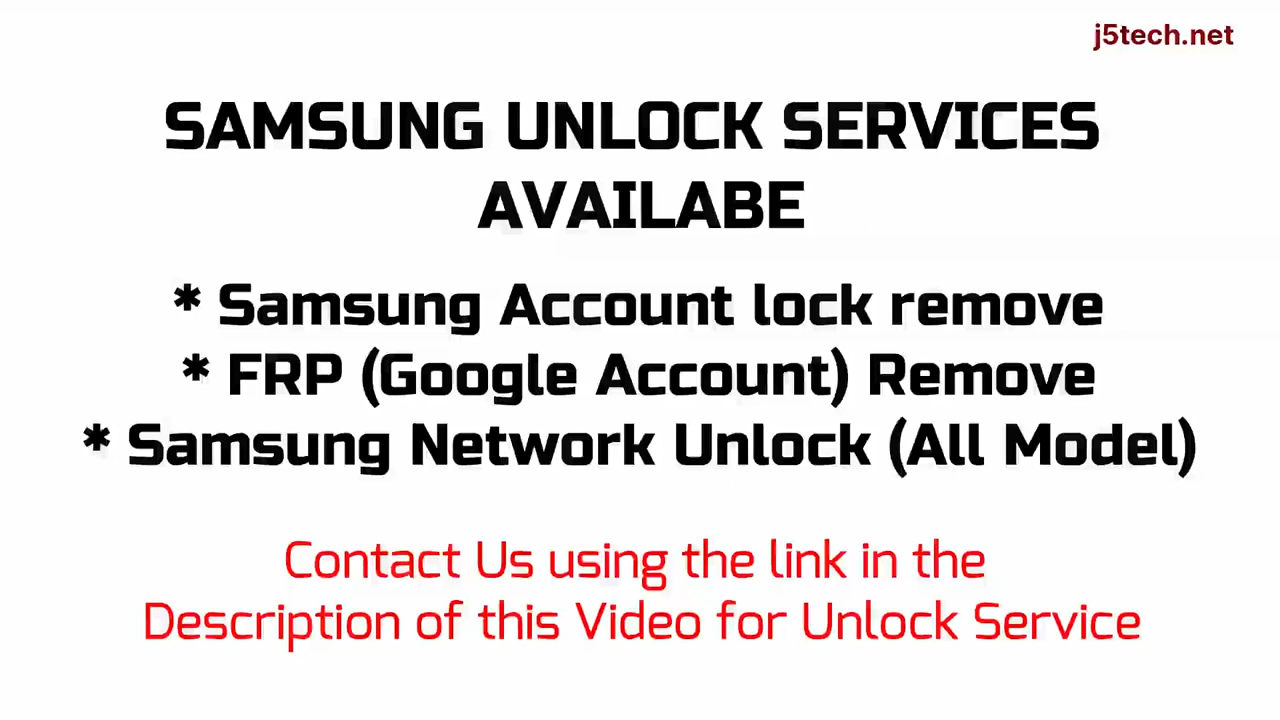 j5tech.net
SAMSUNG UNLOCK SERVICES
AVAILABE
* Samsung Account lock remove
* FRP (Google Account) Remove
* Samsung Network Unlock (All Model)
Contact Us using the link in the
Description of this Video for Unlock Service